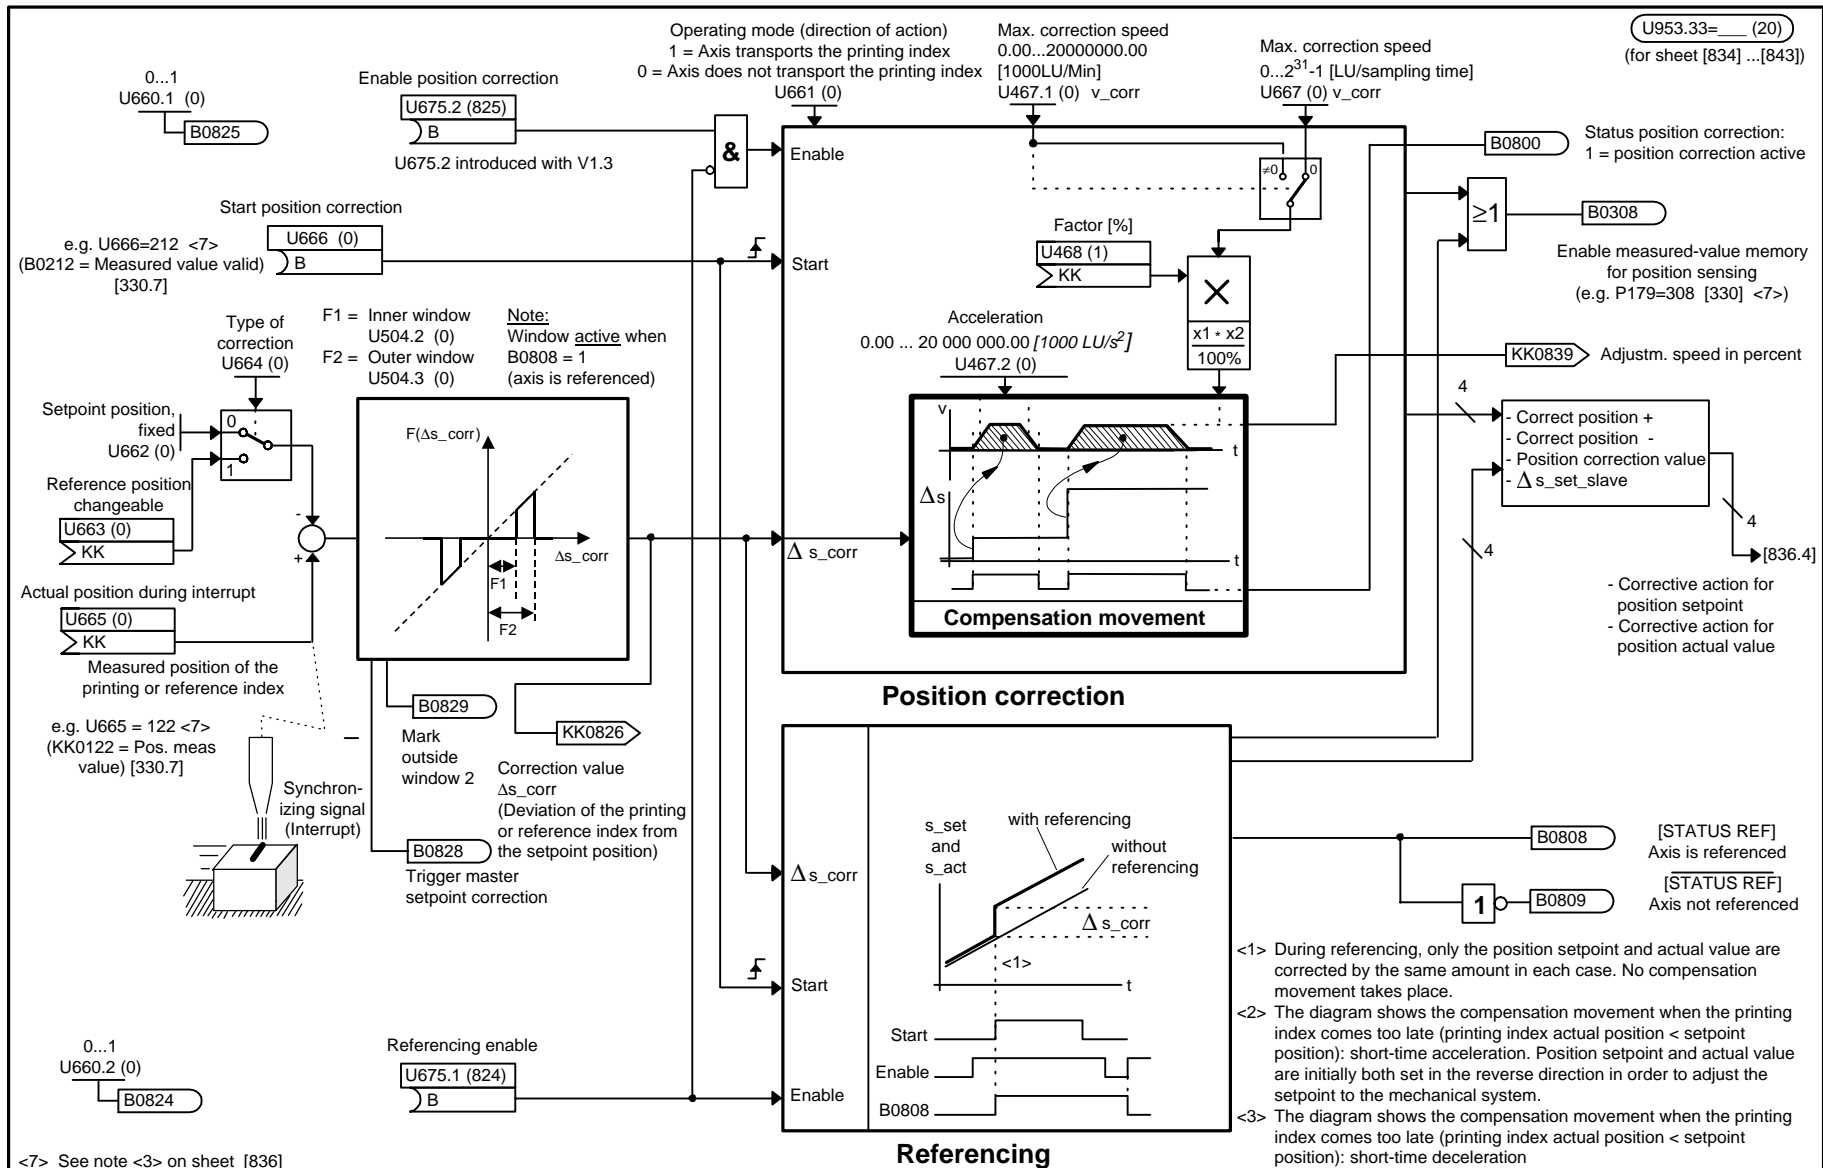 Operating mode (direction of action)
1 = Axis transports the printing index
0 = Axis does not transport the printing index
U661 (0)
Max. correction speed
0.00...20000000.00
[1000LU/Min]
U467.1 (0) v_corr
Max. correction speed
0...2^31-1 [LU/sampling time]
U667 (0) v_corr
U953.33=___ (20)
(for sheet [834] ...[843])
0...1
U660.1 (0)
B0825
Enable position correction
U675.2 (825)
B
U675.2 introduced with V1.3
&
Enable
≠0
0
B0800
Status position correction:
1 = position correction active
Start position correction
e.g. U666=212 <7>
(B0212 = Measured value valid)
[330.7]
U666 (0)
B
Start
Factor [%]
U468 (1)
KK
x1 * x2
100%
≥1
B0308
Enable measured-value memory
for position sensing
(e.g. P179=308 [330] <7>)
Type of
correction
U664 (0)
F1 = Inner window
U504.2 (0)
F2 = Outer window
U504.3 (0)
Note:
Window active when
B0808 = 1
(axis is referenced)
Acceleration
0.00 ... 20 000 000.00 [1000 LU/s²]
U467.2 (0)
KK0839
Adjustm. speed in percent
Setpoint position,
fixed
U662 (0)
0
1
Reference position
changeable
U663 (0)
KK
-
+
F(Δs_corr)
Δs_corr
F1
F2
Δ s_corr
v
t
Δ s
t
Compensation movement
Position correction
4
- Correct position +
- Correct position -
- Position correction value
- Δ s_set_slave
4
4
[836.4]
- Corrective action for
position setpoint
- Corrective action for
position actual value
Actual position during interrupt
U665 (0)
KK
Measured position of the
printing or reference index
e.g. U665 = 122 <7>
(KK0122 = Pos. meas
value) [330.7]
Synchron-
izing signal
(Interrupt)
B0829
Mark
outside
window 2
B0828
Trigger master
setpoint correction
KK0826
Correction value
Δs_corr
(Deviation of the printing
or reference index from
the setpoint position)
Δ s_corr
Start
Enable
s_set
and
s_act
with referencing
without
referencing
Δ s_corr
<1>
t
Start
Enable
B0808
Referencing
B0808
[STATUS REF]
Axis is referenced
1
B0809
[STATUS REF]
Axis not referenced
0...1
U660.2 (0)
B0824
Referencing enable
U675.1 (824)
B
<1> During referencing, only the position setpoint and actual value are
corrected by the same amount in each case. No compensation
movement takes place.
<2> The diagram shows the compensation movement when the printing
index comes too late (printing index actual position < setpoint
position): short-time acceleration. Position setpoint and actual value
are initially both set in the reverse direction in order to adjust the
setpoint to the mechanical system.
<3> The diagram shows the compensation movement when the printing
index comes too late (printing index actual position < setpoint
position): short-time deceleration
<7> See note <3> on sheet [836]